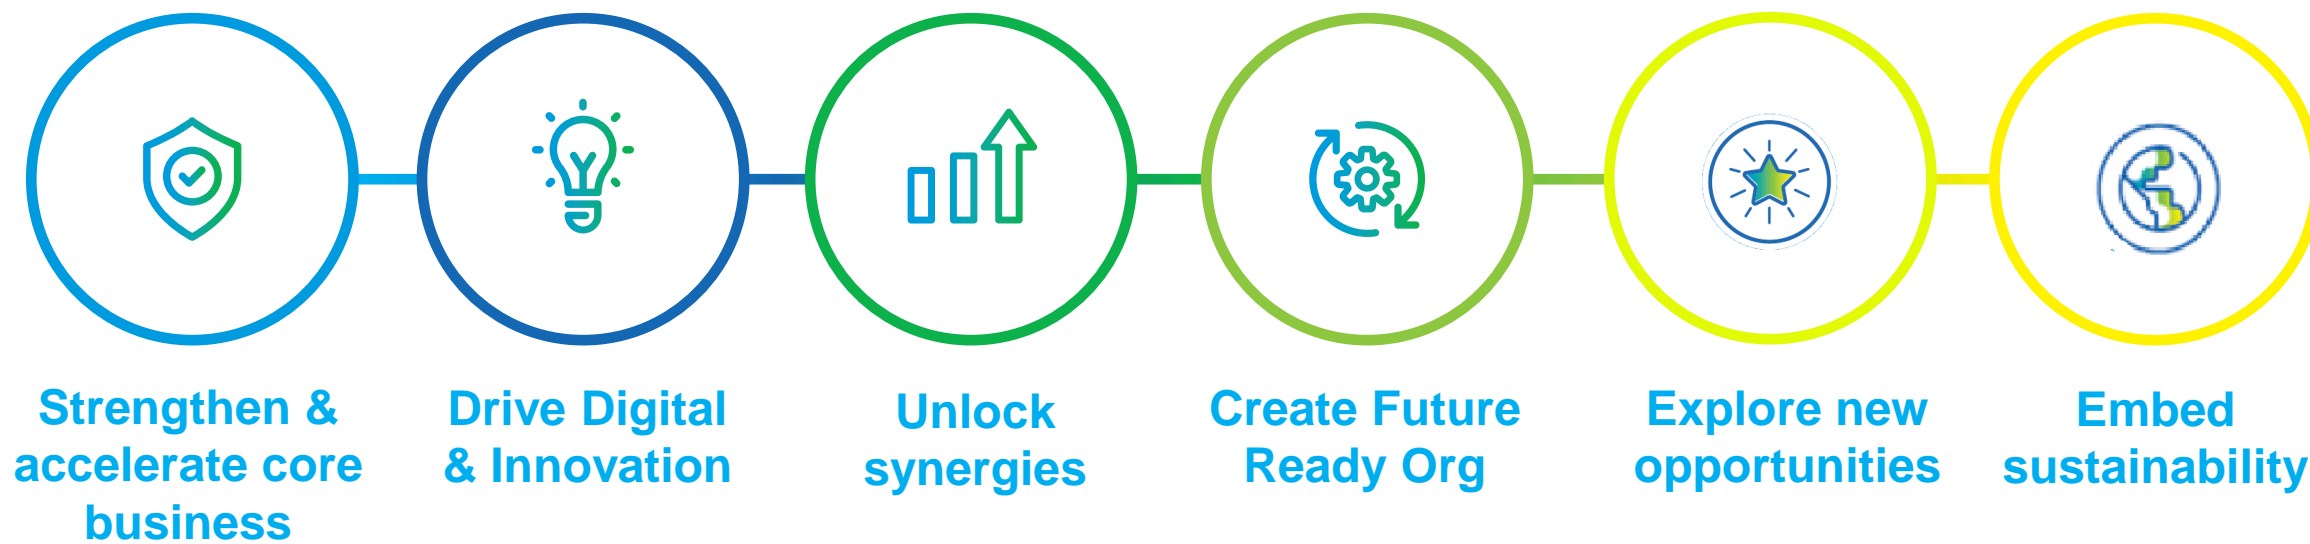 Strengthen &
accelerate core
business
Drive Digital
& Innovation
Unlock
synergies
Create Future
Ready Org
Explore new
opportunities
Embed
sustainability